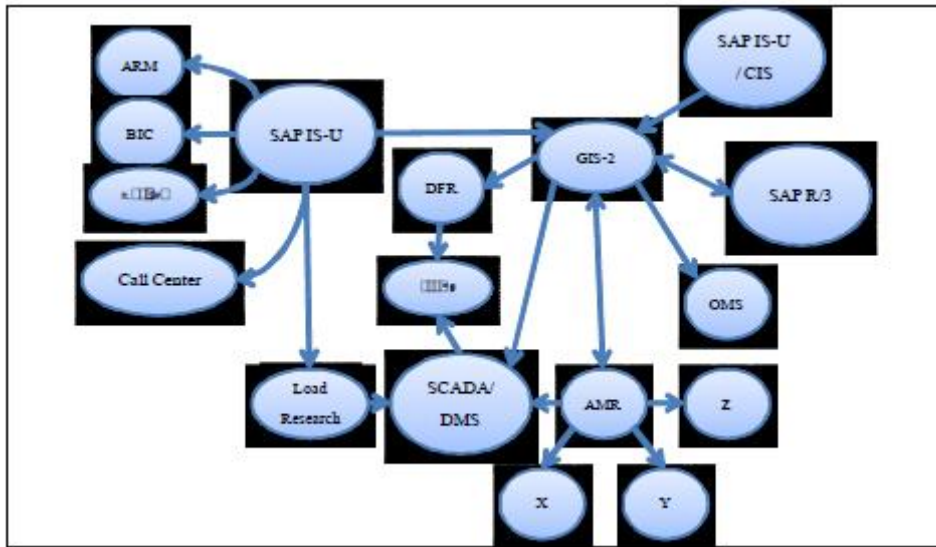 ARM
SAP IS-U
/ CIS
BIC
SAP IS-U
GIS-2
DFR
SAP R/3
Call Center
OMS
Load
Research
SCADA/
DMS
AMR
Z
X
Y